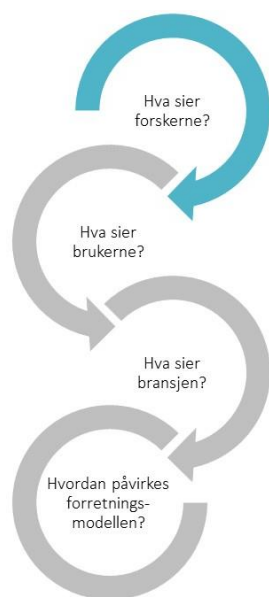 Hva sier
forskerne?
Hva sier
brukerne?
Hva sier
bransjen?
Hvordan påvirkes
forretnings-
modellen?